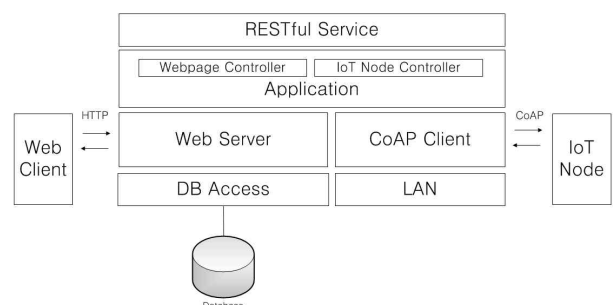 RESTful Service
Webpage Controller
IoT Node Controller
Application
HTTP
CoAP
Web
Client
Web Server
CoAP Client
IoT
Node
DB Access
LAN
Database